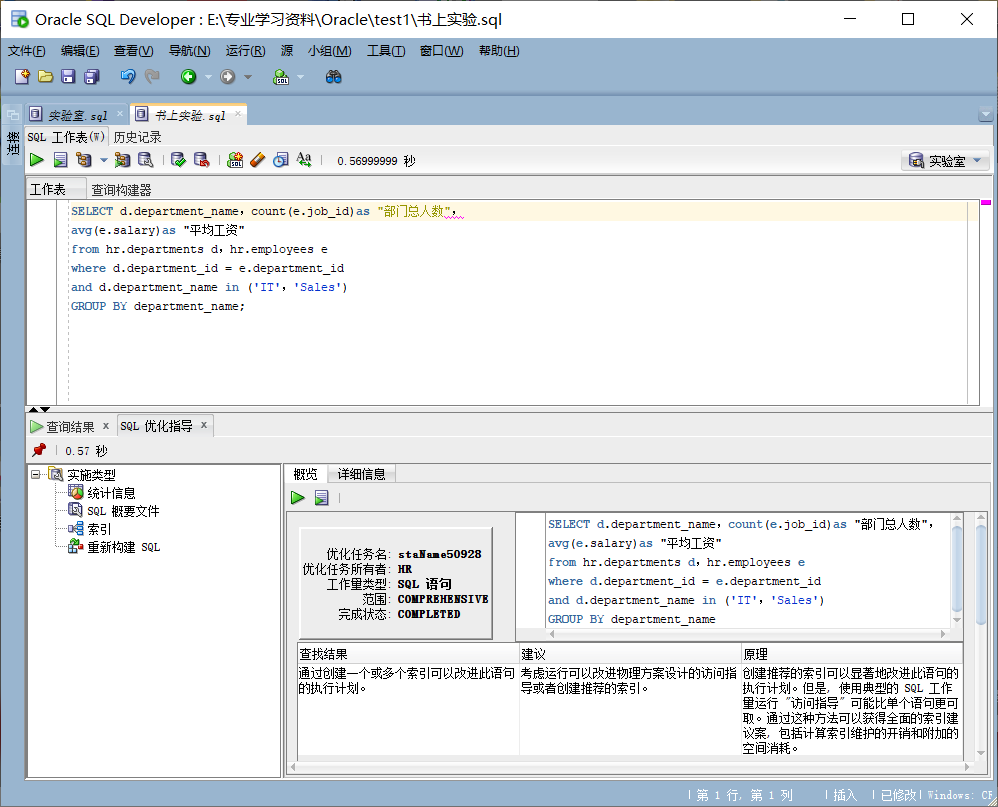 Oracle SQL Developer : E:\专业学习资料\Oracle\test1\书上实验.sql
文件(F) 编辑(E) 查看(V) 导航(N) 运行(R) 源 小组(M) 工具(T) 窗口(W) 帮助(H)
实验室.sql × 书上实验.sql ×
连接
SQL 工作表(W) 历史记录
0.56999999 秒 实验室
工作表 查询构建器
SELECT d.department_name，count(e.job_id)as "部门总人数"，
avg(e.salary)as "平均工资"
from hr.departments d，hr.employees e
where d.department_id = e.department_id
and d.department_name in ('IT'，'Sales')
GROUP BY department_name;
查询结果 × SQL 优化指导 ×
0.57 秒
实施类型
统计信息
SQL 概要文件
索引
重新构建 SQL
概览 详细信息
优化任务名: staName50928
优化任务所有者: HR
工作量类型: SQL 语句
范围: COMPREHENSIVE
完成状态: COMPLETED
SELECT d.department_name，count(e.job_id)as "部门总人数"，
avg(e.salary)as "平均工资"
from hr.departments d，hr.employees e
where d.department_id = e.department_id
and d.department_name in ('IT'，'Sales')
GROUP BY department_name
查找结果 建议 原理
通过创建一个或多个索引可以改进此语句
的执行计划。
考虑运行可以改进物理方案设计的访问指
导或者创建推荐的索引。
创建推荐的索引可以显著地改进此语句的
执行计划。但是, 使用典型的 SQL 工作
量运行 "访问指导" 可能比单个语句更可
取。通过这种方法可以获得全面的索引建
议案, 包括计算索引维护的开销和附加的
空间消耗。
第 1 行, 第 1 列 插入 已修改 Windows: CR